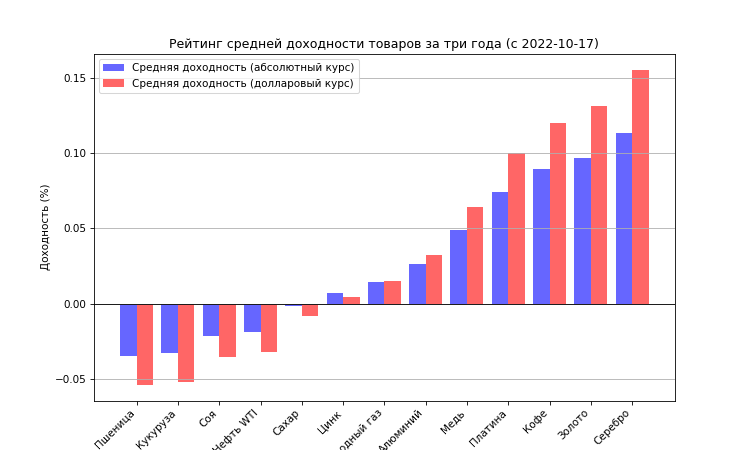 Рейтинг средней доходности товаров за три года (с 2022-10-17)
Средняя доходность (абсолютный курс)
Средняя доходность (долларовый курс)
Доходность (%)
0.15
0.10
0.05
0.00
−0.05
Пшеница
Кукуруза
Соя
Нефть WTI
Сахар
Цинк
газ
Алюминий
Медь
Платина
Кофе
Золото
Серебро